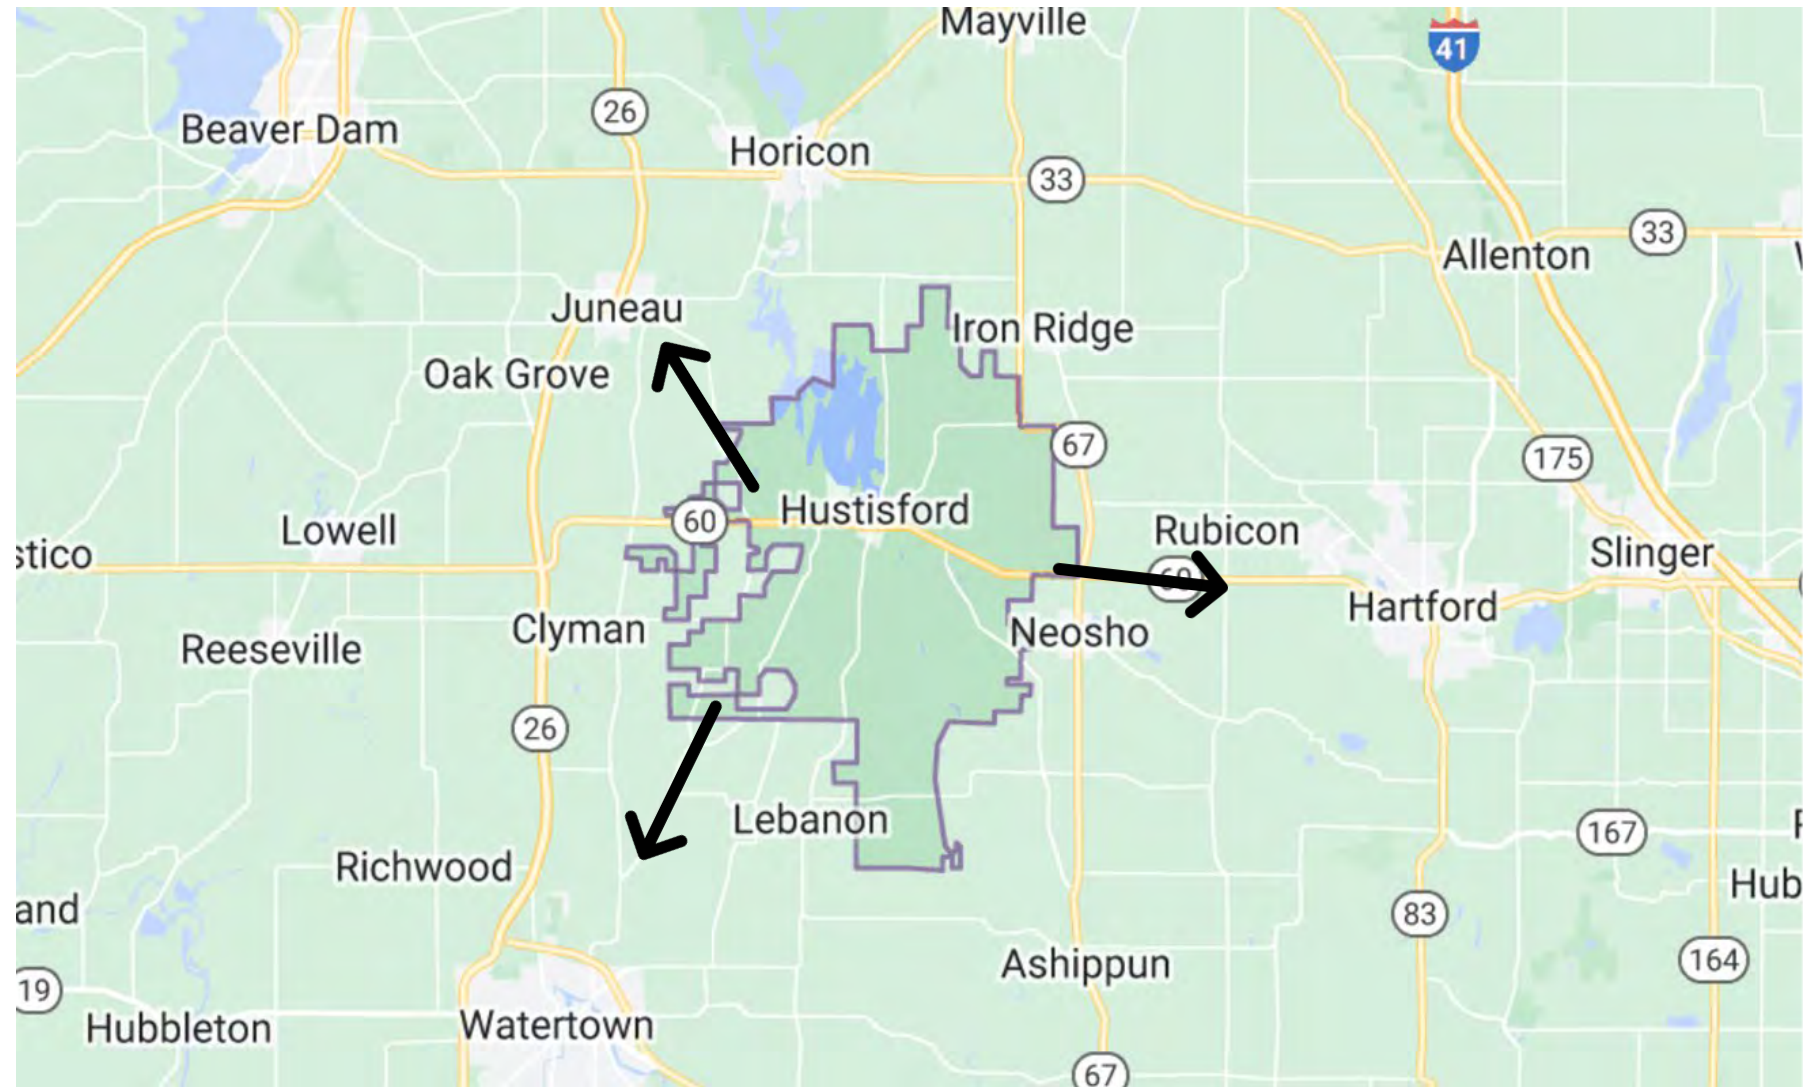 Mayville
41
26
Beaver Dam
Horicon
33
33
Allenton
Juneau
Iron Ridge
Oak Grove
67
175
60
Hustisford
Lowell
Rubicon
stico
Slinger
60
Hartford
Clyman
Neosho
Reeseville
26
Lebanon
167
Richwood
Hub
and
83
Ashippun
164
19
Hubbleton
Watertown
67